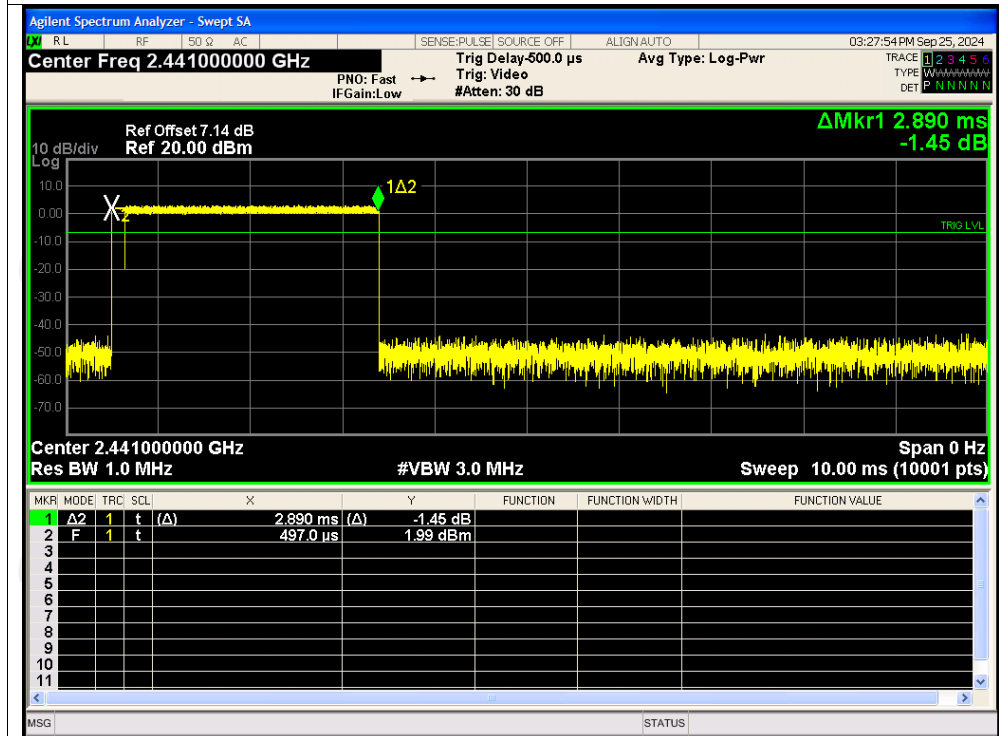 Agilent Spectrum Analyzer - Swept SA
LXI RL RF 50 Ω AC SENSE:PULSE SOURCE OFF ALIGN AUTO 03:27:54 PM Sep 25, 2024
Center Freq 2.441000000 GHz Trig Delay-500.0 µs Avg Type: Log-Pwr TRACE 1 2 3 4 5 6
PNO: Fast Trig: Video TYPE WWWWWW
IFGain:Low #Atten: 30 dB DET P N N N N N
ΔMkr1 2.890 ms
-1.45 dB
Ref Offset 7.14 dB
10 dB/div Ref 20.00 dBm
Log
10.0
1Δ2
0.00
X2
TRIG LVL
-10.0
-20.0
-30.0
-40.0
-50.0
-60.0
-70.0
Center 2.441000000 GHz Span 0 Hz
Res BW 1.0 MHz #VBW 3.0 MHz Sweep 10.00 ms (10001 pts)
MKR MODE TRC SCL X Y FUNCTION FUNCTION WIDTH FUNCTION VALUE
1 Δ2 1 t (Δ) 2.890 ms (Δ) -1.45 dB
2 F 1 t 497.0 µs 1.99 dBm
3
4
5
6
7
8
9
10
11
MSG STATUS